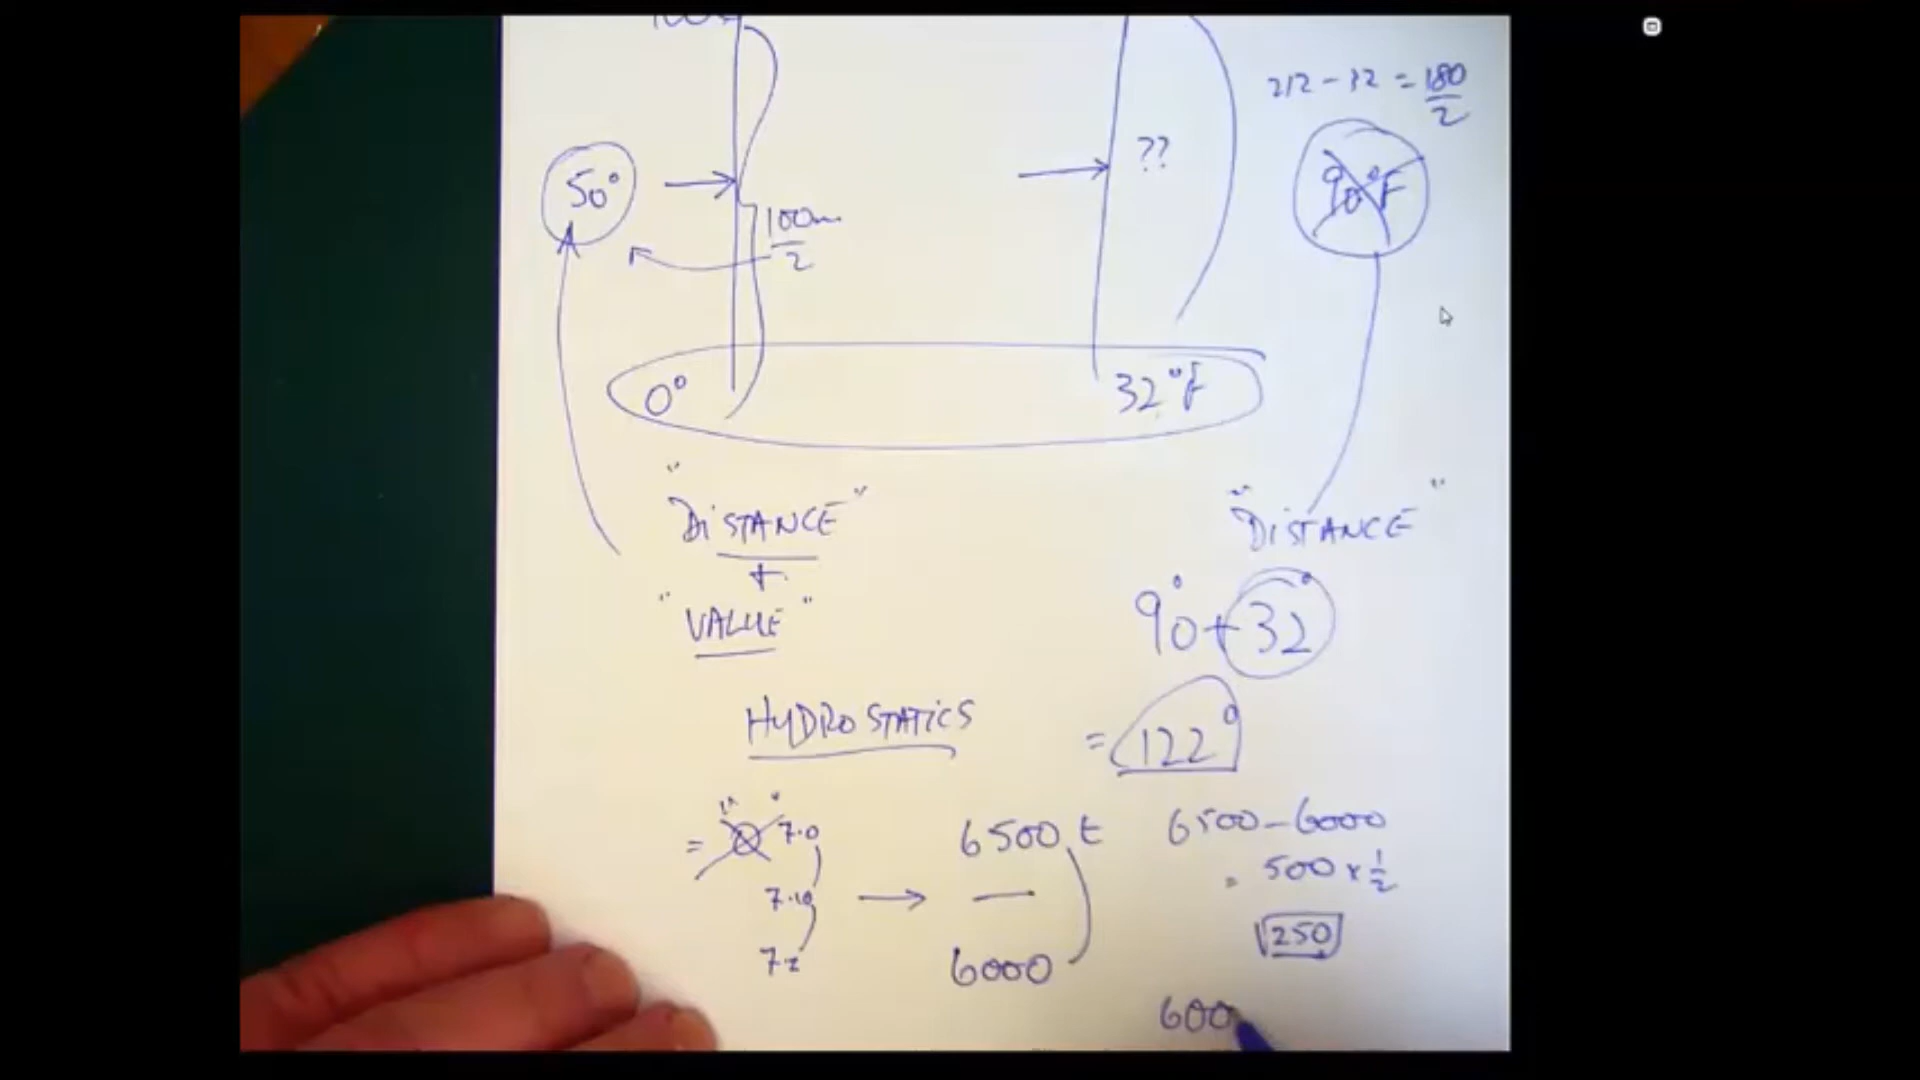 212 - 32 = 180
2
??
50°
90°F
100m
2
0°
32°F
"DISTANCE"
"DISTANCE"
+
"VALUE"
90° + 32°
HYDROSTATICS
= 122°
= 7.0
6500 t
6500 - 6000
= 500 x 1/2
7.10
250
7.2
6000
600